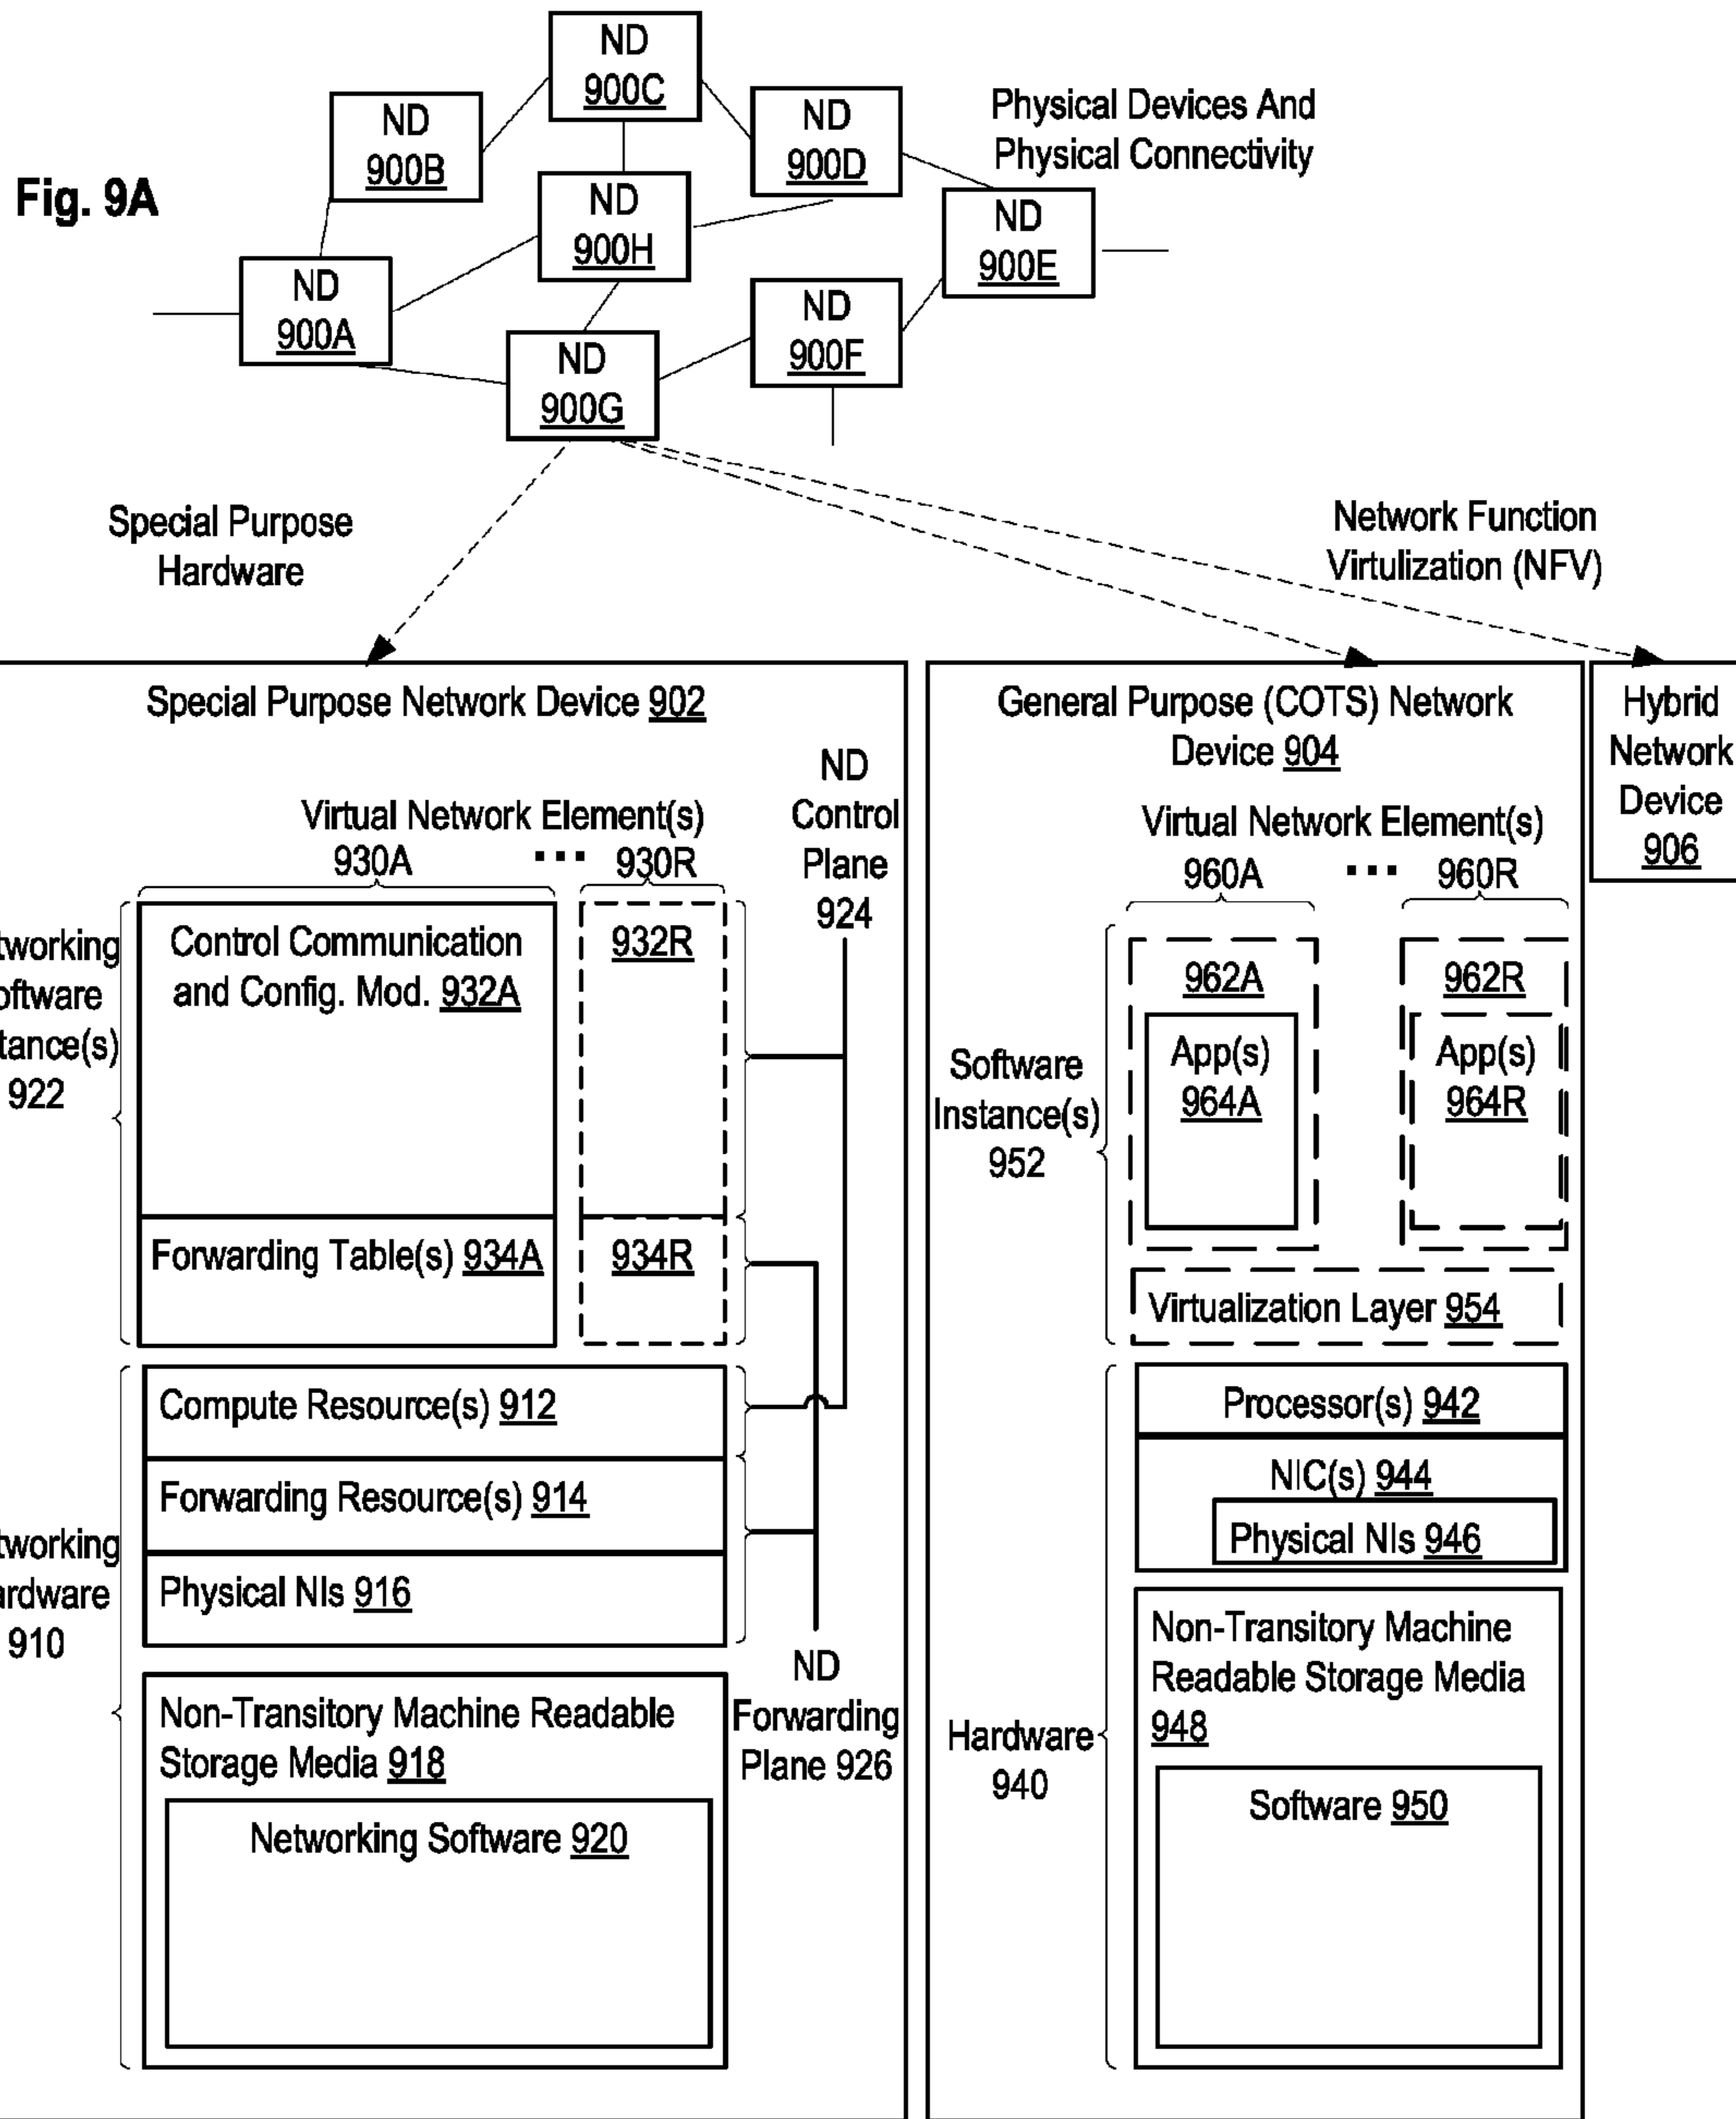 ND
900C
ND
900B
ND
900D
Physical Devices And
Physical Connectivity
Fig. 9A
ND
900H
ND
900E
ND
900A
ND
900F
ND
900G
Special Purpose
Hardware
Network Function
Virtulization (NFV)
Special Purpose Network Device 902
ND
Control
Plane
924
Virtual Network Element(s)
930A ... 930R
tworking
oftware
tance(s)
922
Control Communication
and Config. Mod. 932A
932R
Forwarding Table(s) 934A
934R
Compute Resource(s) 912
Forwarding Resource(s) 914
Physical NIs 916
tworking
ardware
910
ND
Forwarding
Plane 926
Non-Transitory Machine Readable
Storage Media 918
Networking Software 920
General Purpose (COTS) Network
Device 904
Virtual Network Element(s)
960A ... 960R
Software
Instance(s)
952
962A
App(s)
964A
962R
App(s)
964R
Virtualization Layer 954
Processor(s) 942
NIC(s) 944
Physical NIs 946
Hardware
940
Non-Transitory Machine
Readable Storage Media
948
Software 950
Hybrid
Network
Device
906